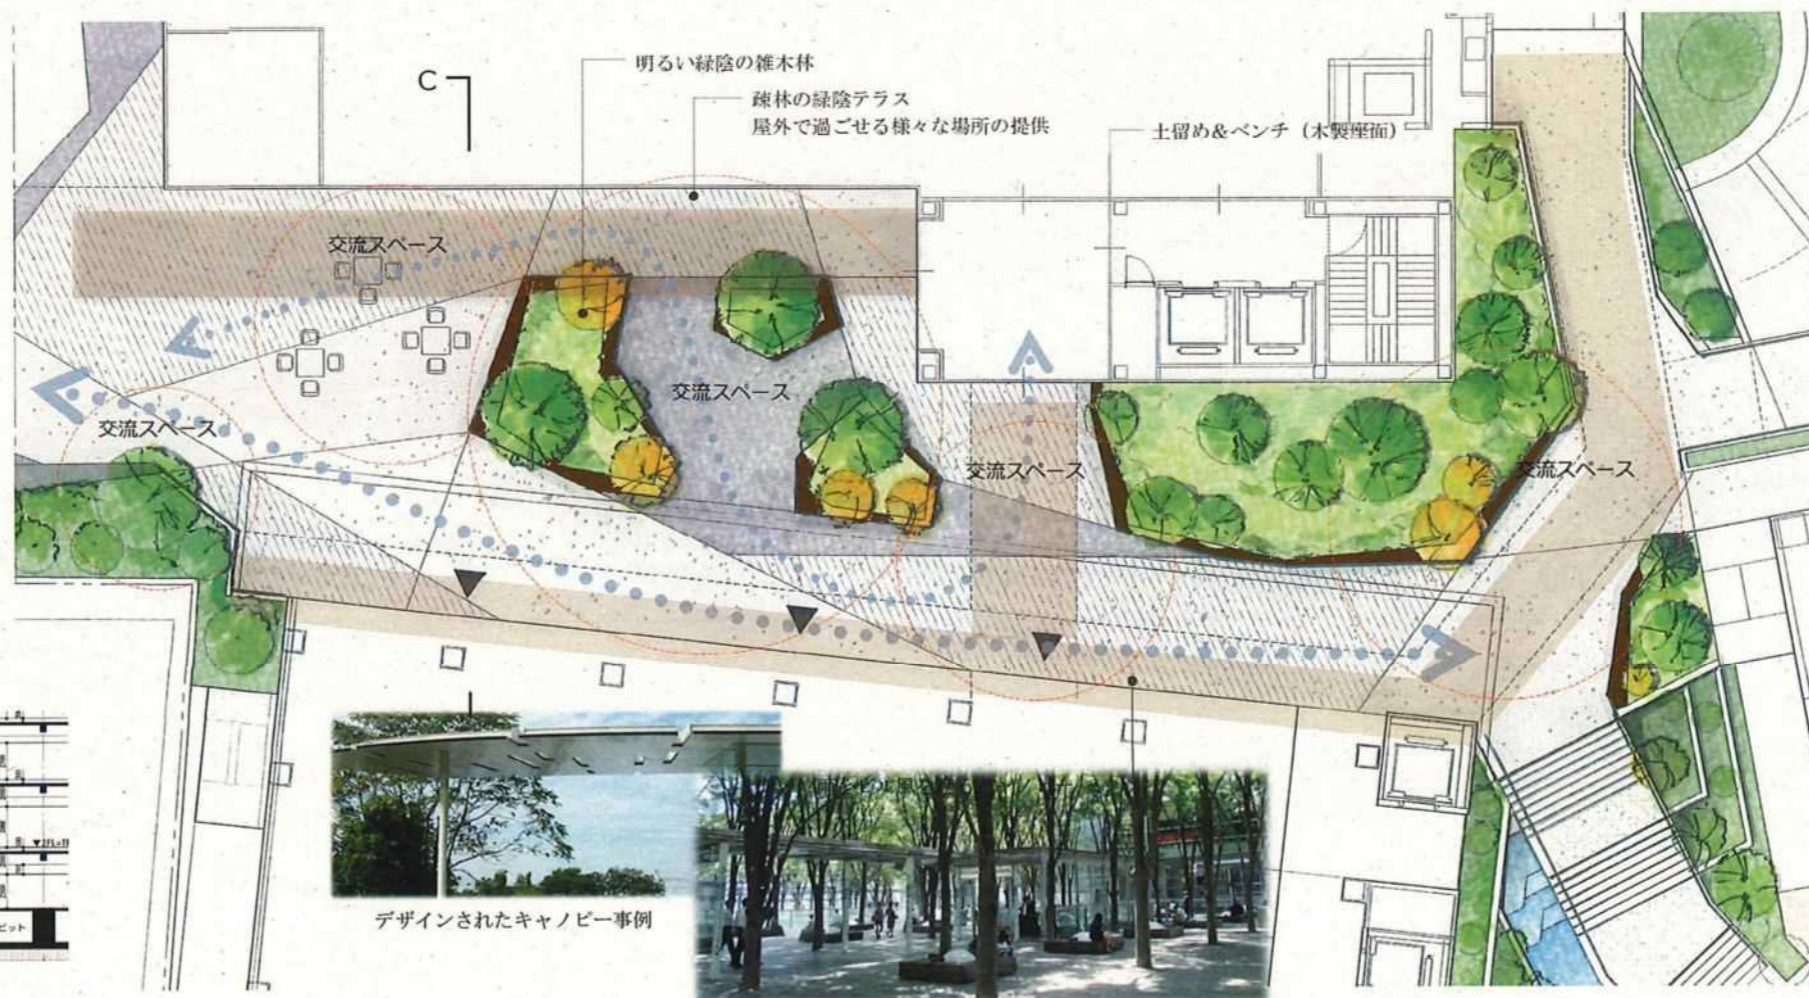 C
明るい緑陰の雑木林
疎林の緑陰テラス
屋外で過ごせる様々な場所の提供
土留め&ベンチ（木製座面）
交流スペース
交流スペース
交流スペース
交流スペース
交流スペース
デザインされたキャノピー事例
ピット